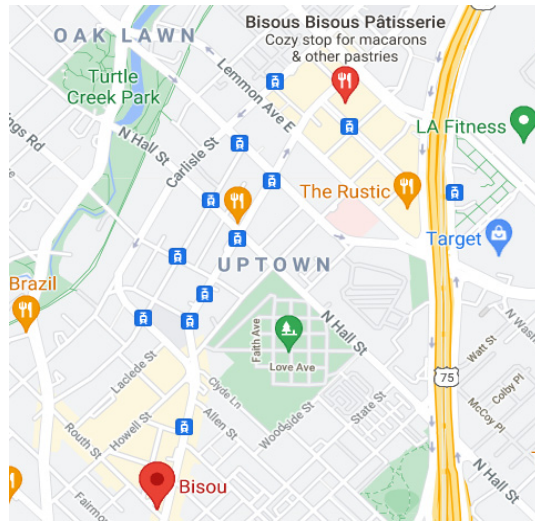 Bisous Bisous Pâtisserie
Cozy stop for macarons
& other pastries
OAK LAWN
Turtle
Creek Park
Lemmon Ave E
N Hall St
Carlisle St
LA Fitness
The Rustic
Target
Brazil
UPTOWN
N Hall St
Faith Ave
Love Ave
75
Watt St
Colby Pl
McCoy Pl
Laclede St
Clyde Ln
Allen St
Woodside St
State St
Howell St
Routh St
N Hall St
Bisou